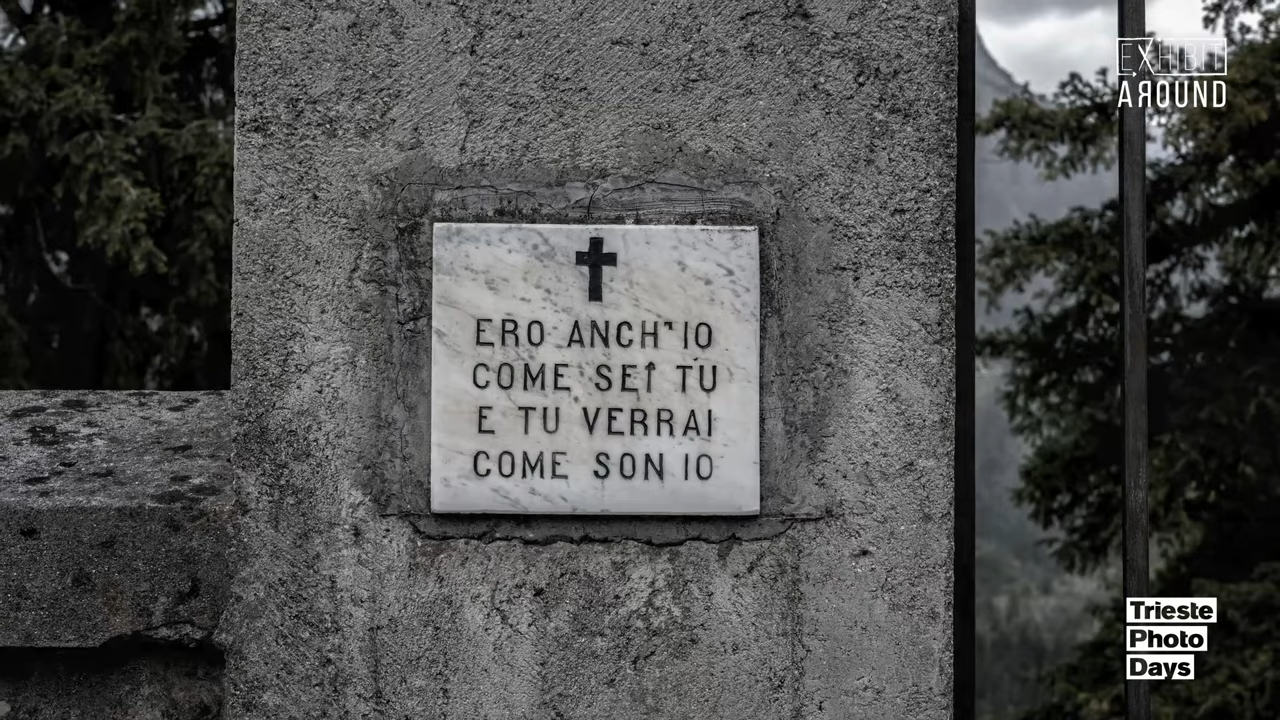 EXHIBIT
AROUND
ERO ANCH'IO
COME SEI TU
E TU VERRAI
COME SON IO
Trieste
Photo
Days